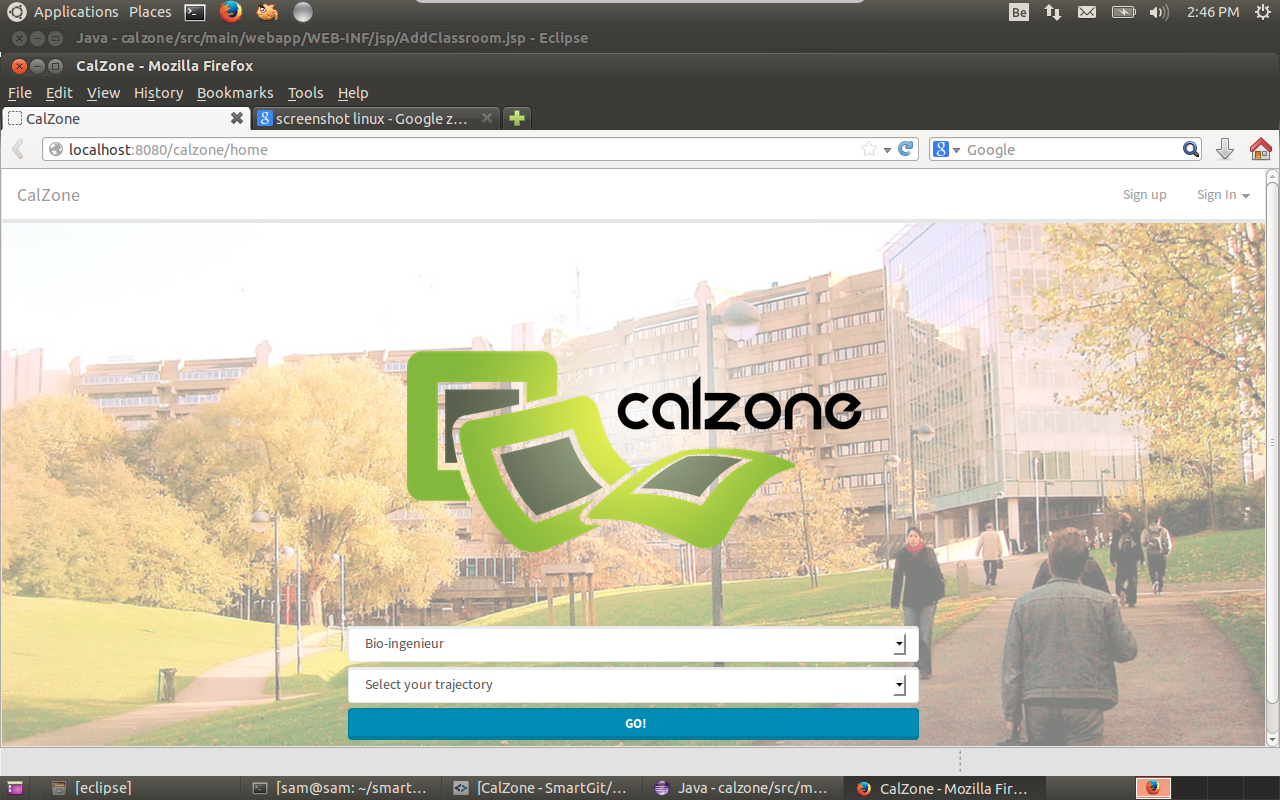 Applications Places Be 2:46 PM
Java - calzone/src/main/webapp/WEB-INF/jsp/AddClassroom.jsp - Eclipse
CalZone - Mozilla Firefox
File Edit View History Bookmarks Tools Help
CalZone screenshot linux - Google z...
localhost:8080/calzone/home Google
CalZone Sign up Sign In
calzone
Bio-ingenieur
Select your trajectory
GO!
[eclipse] [sam@sam: ~/smart... [CalZone - SmartGit/... Java - calzone/src/m... CalZone - Mozilla Fir...